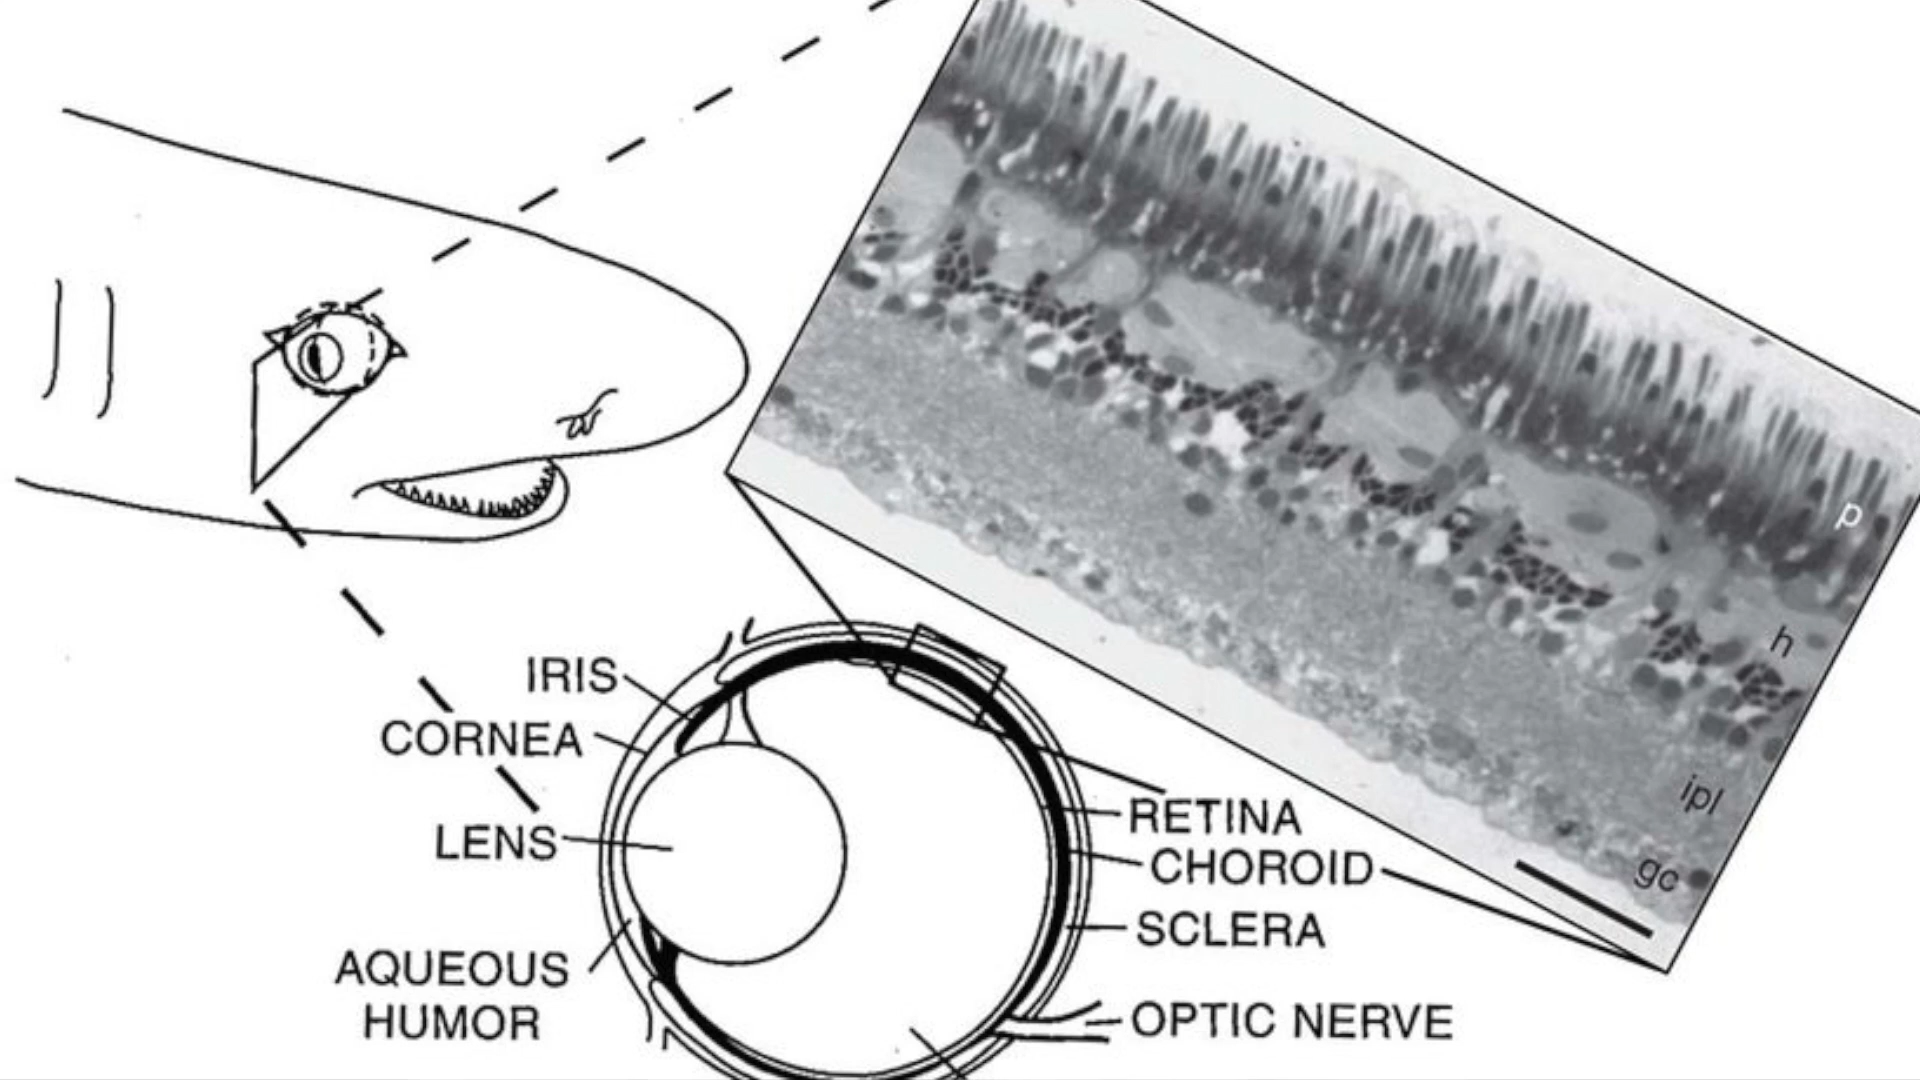 IRIS
CORNEA
LENS
AQUEOUS
HUMOR
RETINA
CHOROID
SCLERA
OPTIC NERVE
p
h
ipl
gc